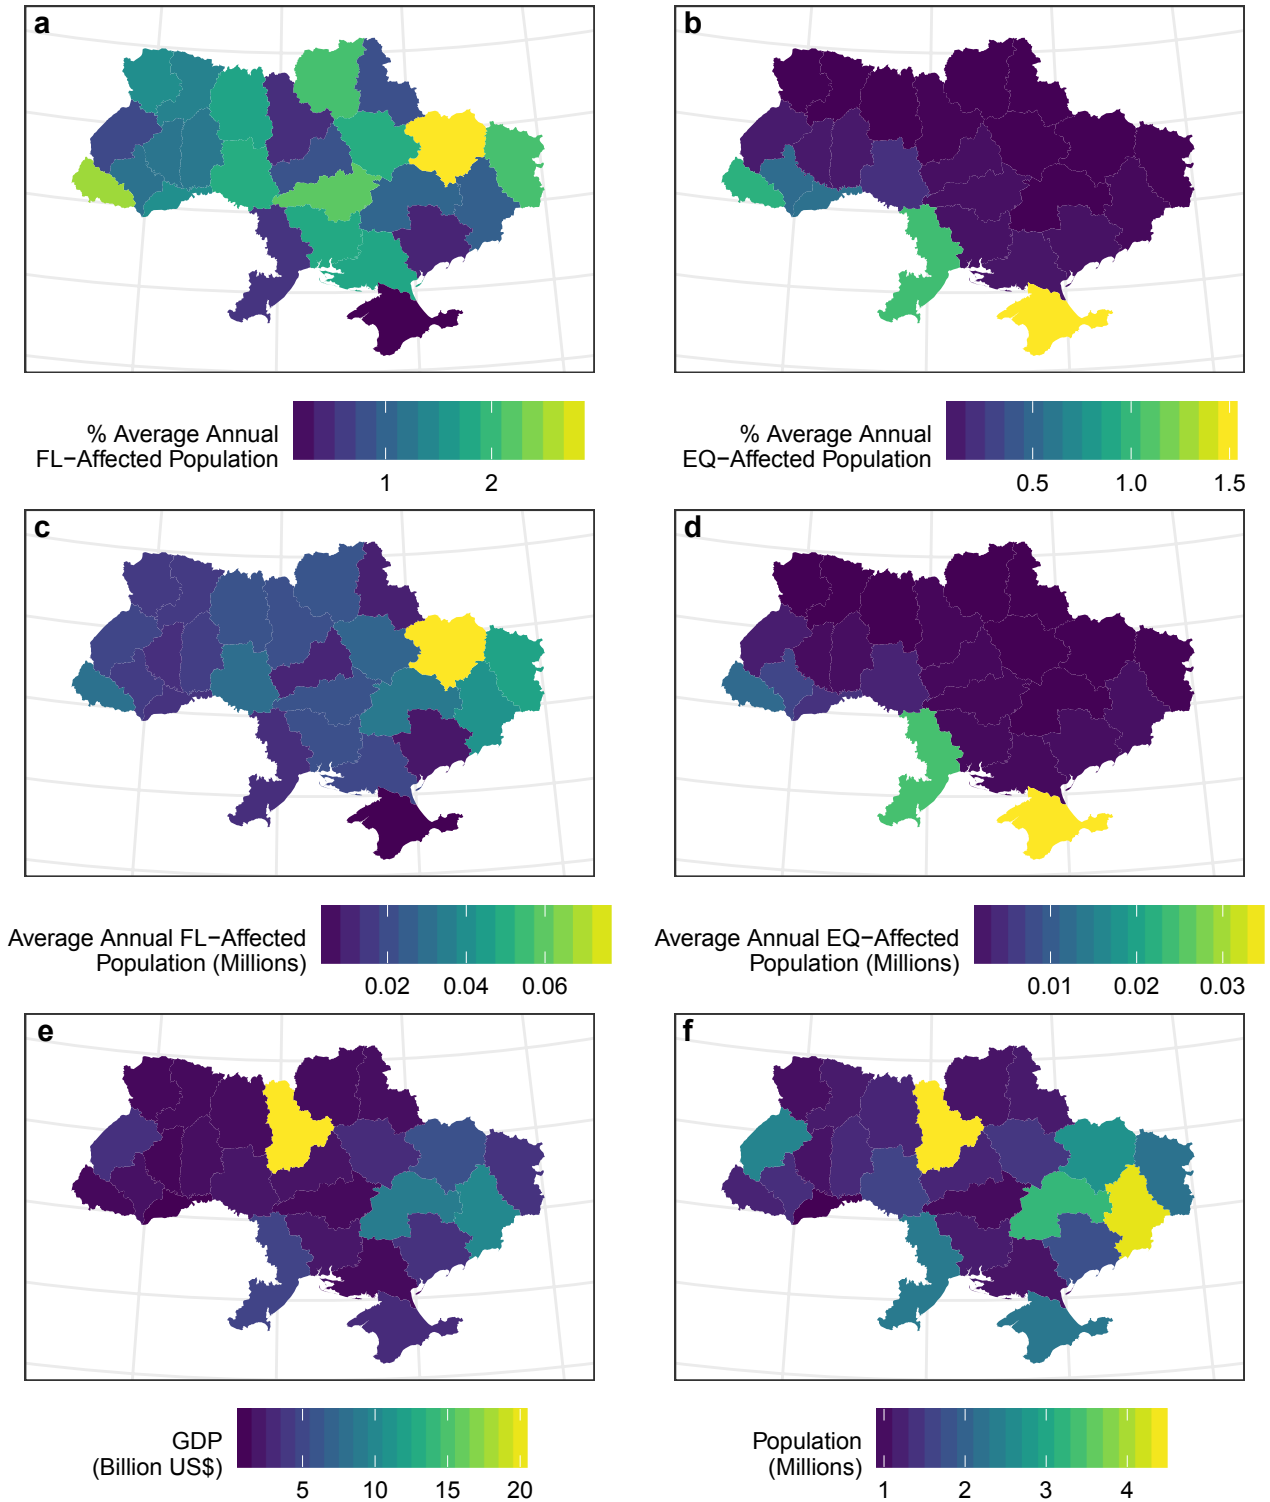 a
b
% Average Annual
FL−Affected Population
1 2
% Average Annual
EQ−Affected Population
0.5 1.0 1.5
c
d
Average Annual FL−Affected
Population (Millions)
0.02 0.04 0.06
Average Annual EQ−Affected
Population (Millions)
0.01 0.02 0.03
e
f
GDP
(Billion US$)
5 10 15 20
Population
(Millions)
1 2 3 4